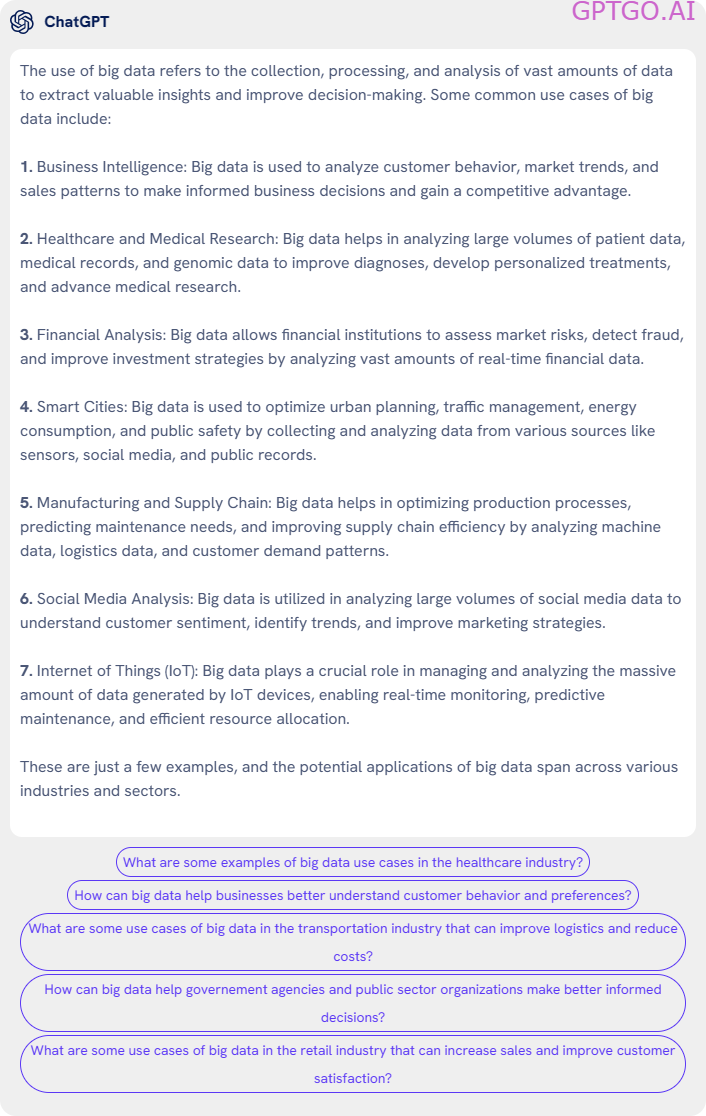 ChatGPT
GPTGO.AI
The use of big data refers to the collection, processing, and analysis of vast amounts of data
to extract valuable insights and improve decision-making. Some common use cases of big
data include:
1. Business Intelligence: Big data is used to analyze customer behavior, market trends, and
sales patterns to make informed business decisions and gain a competitive advantage.
2. Healthcare and Medical Research: Big data helps in analyzing large volumes of patient data,
medical records, and genomic data to improve diagnoses, develop personalized treatments,
and advance medical research.
3. Financial Analysis: Big data allows financial institutions to assess market risks, detect fraud,
and improve investment strategies by analyzing vast amounts of real-time financial data.
4. Smart Cities: Big data is used to optimize urban planning, traffic management, energy
consumption, and public safety by collecting and analyzing data from various sources like
sensors, social media, and public records.
5. Manufacturing and Supply Chain: Big data helps in optimizing production processes,
predicting maintenance needs, and improving supply chain efficiency by analyzing machine
data, logistics data, and customer demand patterns.
6. Social Media Analysis: Big data is utilized in analyzing large volumes of social media data to
understand customer sentiment, identify trends, and improve marketing strategies.
7. Internet of Things (IoT): Big data plays a crucial role in managing and analyzing the massive
amount of data generated by IoT devices, enabling real-time monitoring, predictive
maintenance, and efficient resource allocation.
These are just a few examples, and the potential applications of big data span across various
industries and sectors.
What are some examples of big data use cases in the healthcare industry?
How can big data help businesses better understand customer behavior and preferences?
What are some use cases of big data in the transportation industry that can improve logistics and reduce
costs?
How can big data help governement agencies and public sector organizations make better informed
decisions?
What are some use cases of big data in the retail industry that can increase sales and improve customer
satisfaction?